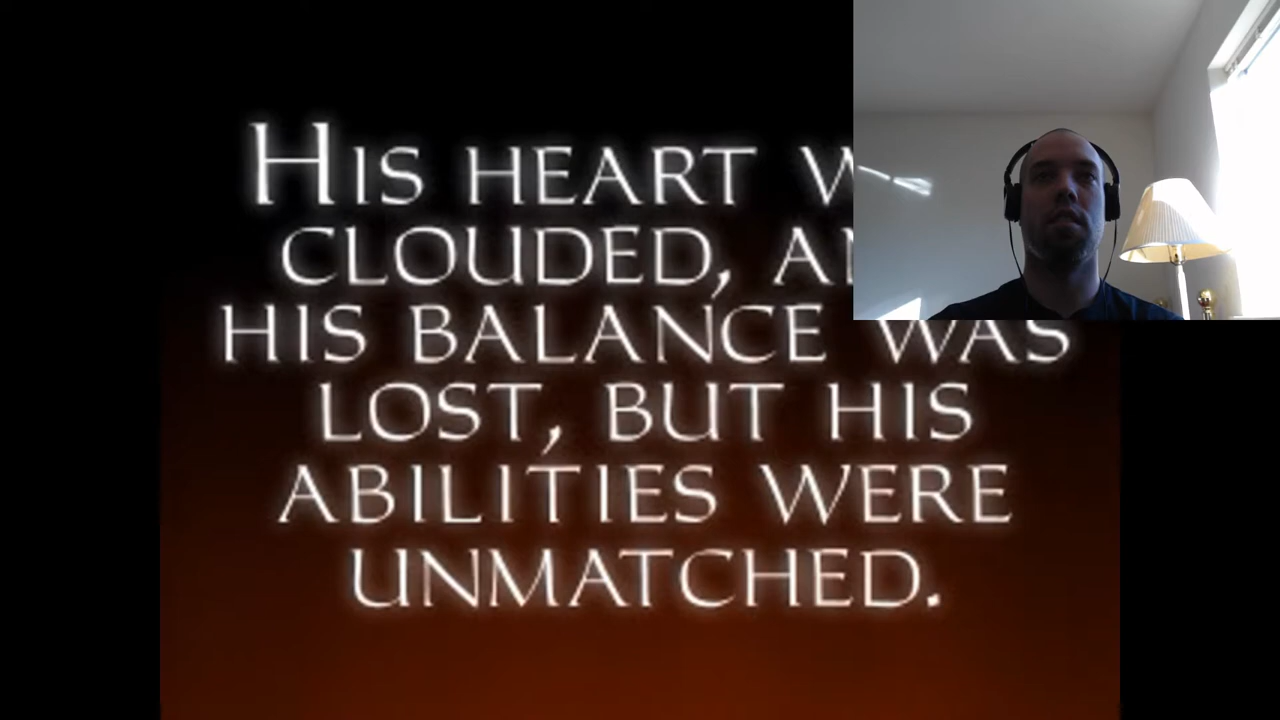 His heart
clouded,
his balance was
lost, but his
abilities were
unmatched.